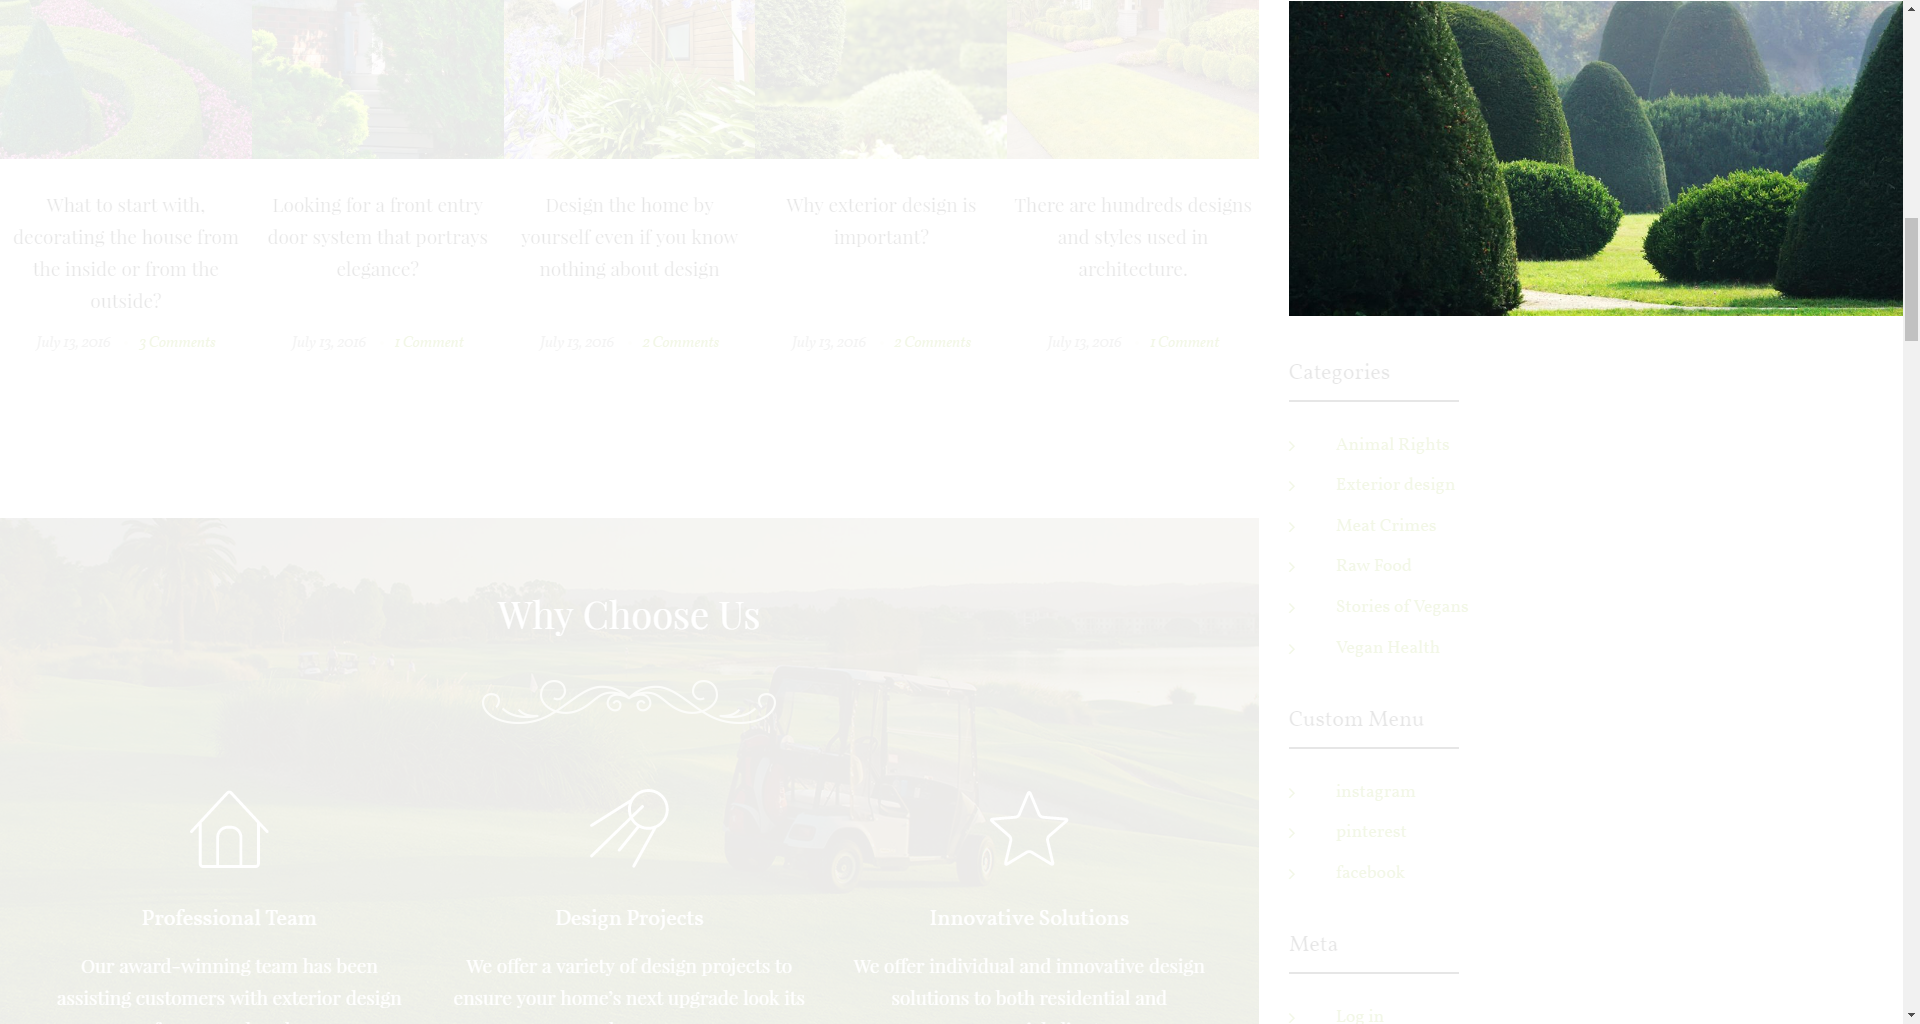 What to start with,
decorating the house from
the inside or from the
outside?
July 13, 2016 3 Comments
Looking for a front entry
door system that portrays
elegance?
July 13, 2016 1 Comment
Design the home by
yourself even if you know
nothing about design
July 13, 2016 2 Comments
Why exterior design is
important?
July 13, 2016 2 Comments
There are hundreds designs
and styles used in
architecture.
July 13, 2016 1 Comment
Why Choose Us
Professional Team
Our award-winning team has been
assisting customers with exterior design
Design Projects
We offer a variety of design projects to
ensure your home's next upgrade look its
Innovative Solutions
We offer individual and innovative design
solutions to both residential and
Categories
Animal Rights
Exterior design
Meat Crimes
Raw Food
Stories of Vegans
Vegan Health
Custom Menu
instagram
pinterest
facebook
Meta
Log in